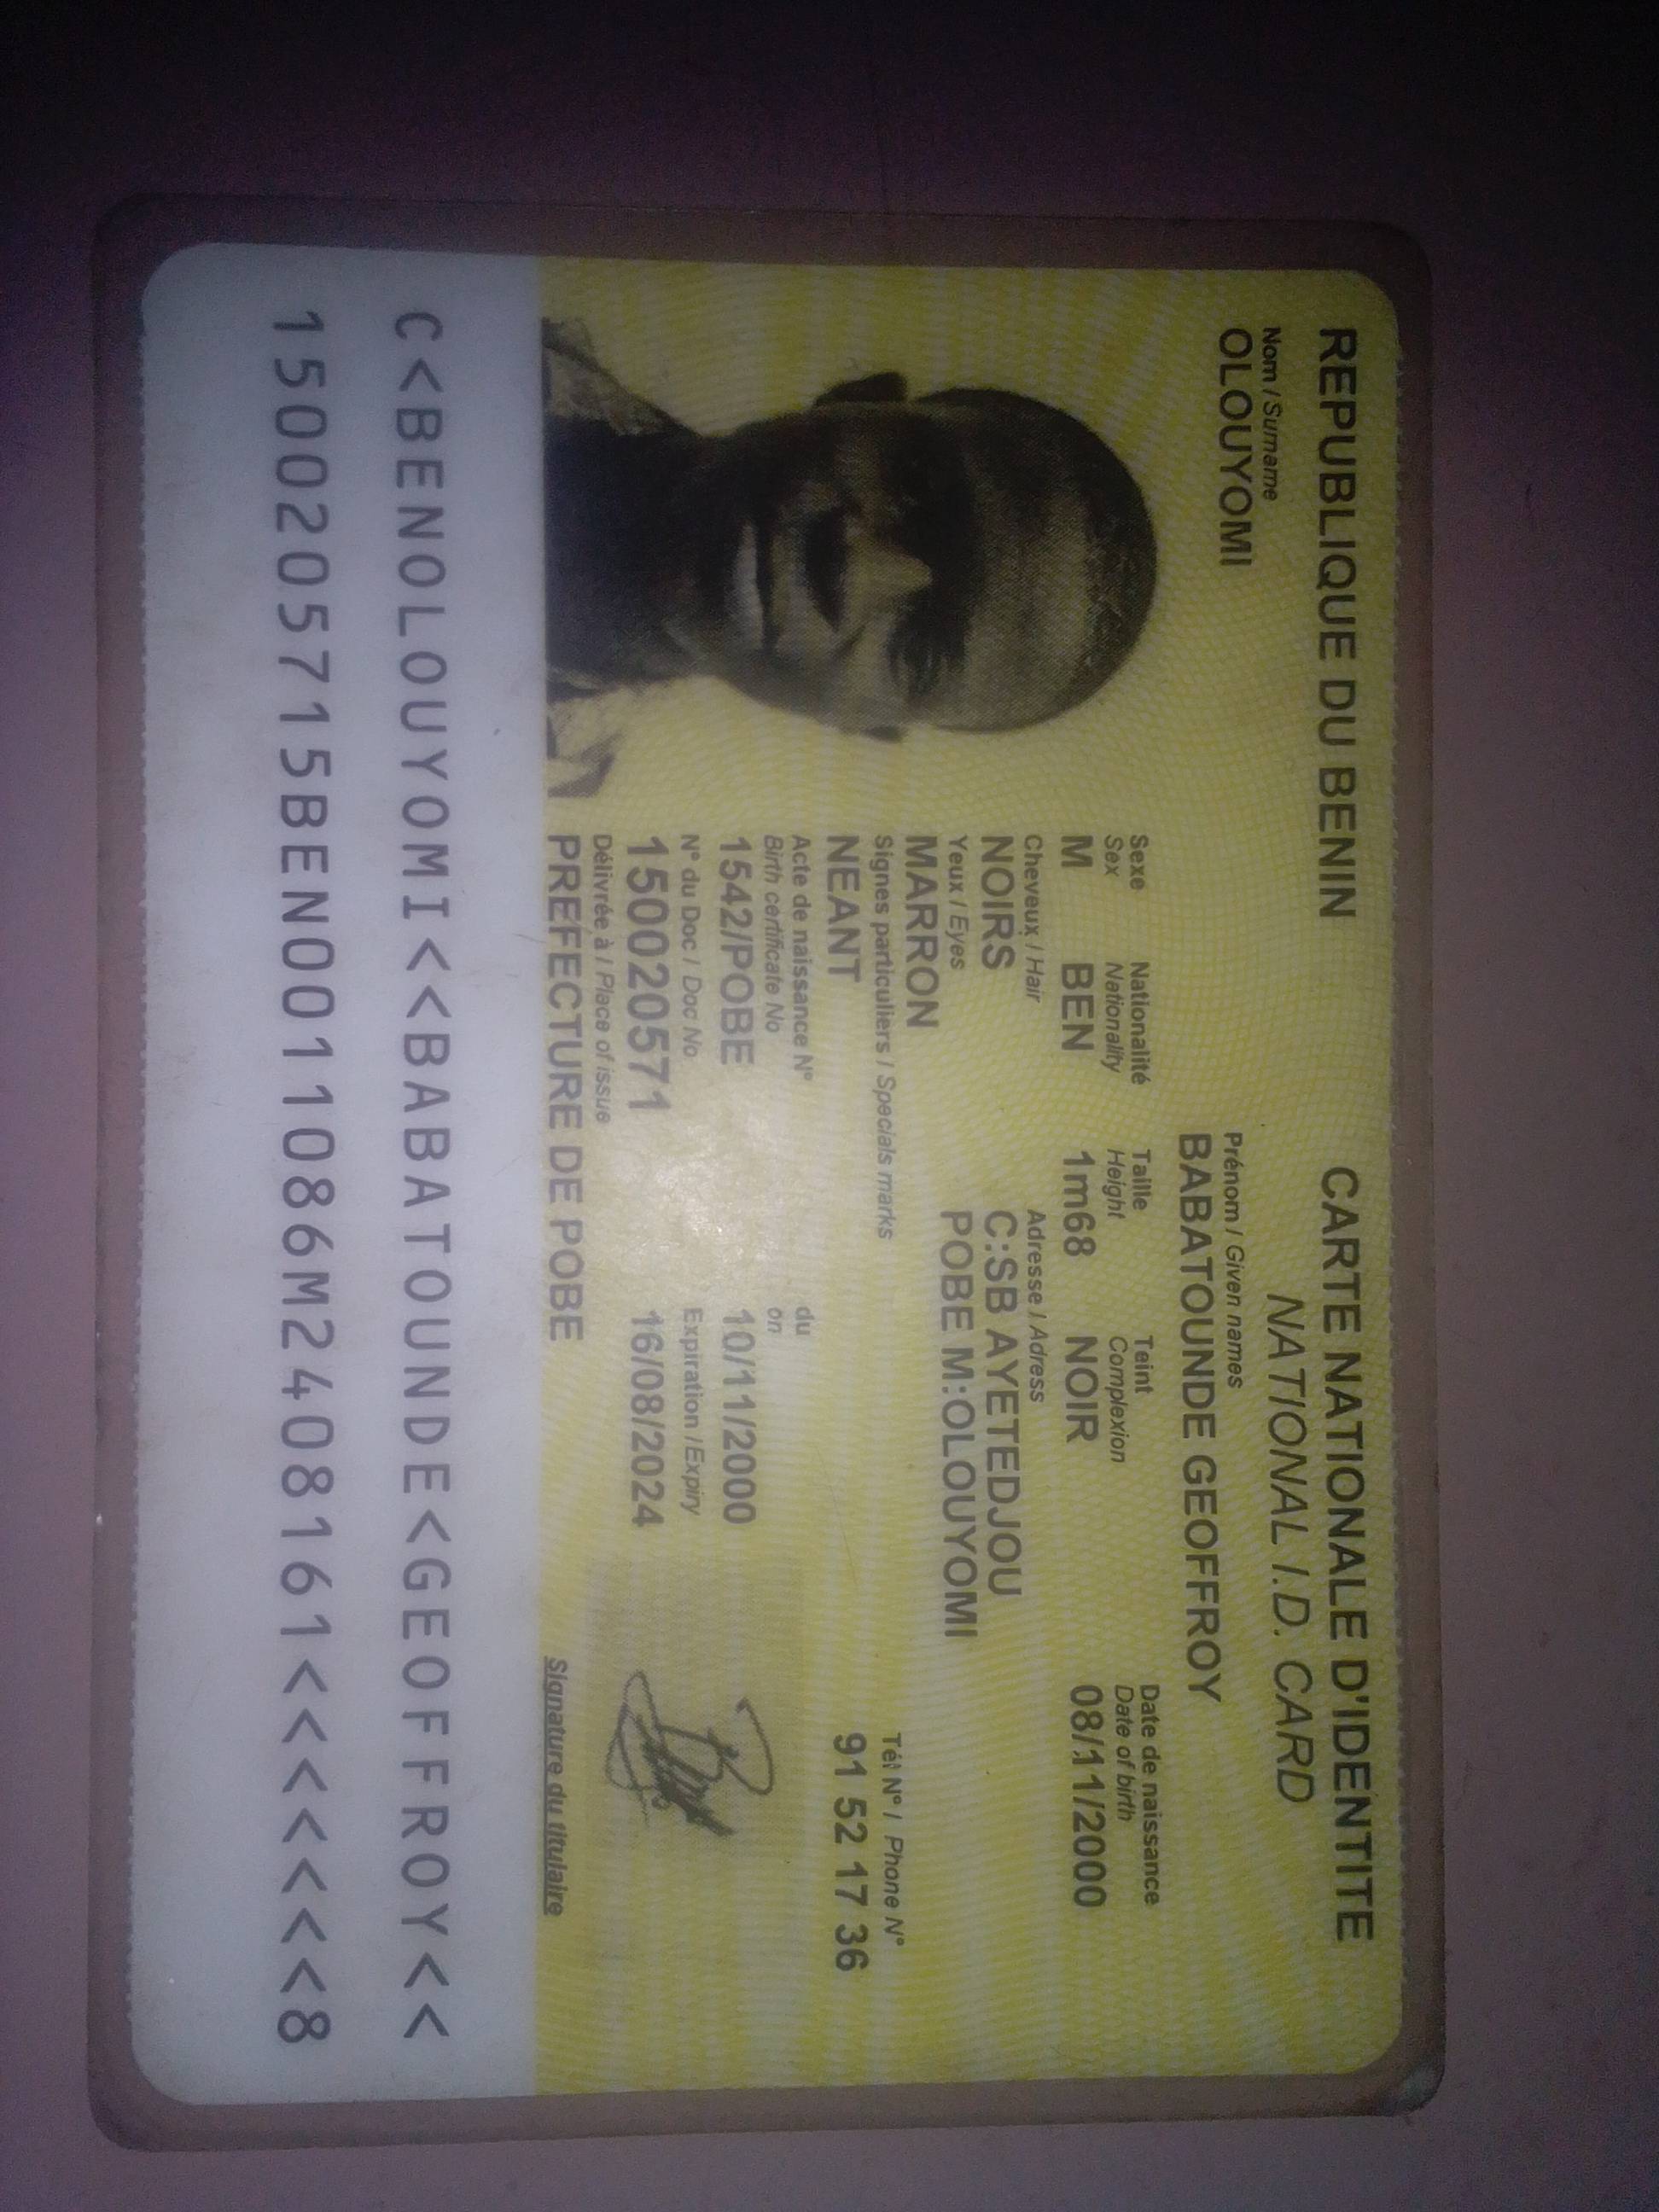 REPUBLIQUE DU BENIN
CARTE NATIONALE D'IDENTITE
NATIONAL I.D. CARD
Nom / Surname
OLOUYOMI
Prénom / Given names
BABATOUNDE GEOFFROY
Sexe Nationalité Taille Teint Date de naissance
Sex Nationality Height Complexion Date of birth
M BEN 1m68 NOIR 08/11/2000
Cheveux / Hair Adresse / Adress
NOIRS C:SB AYETEDJOU
Yeux / Eyes POBE M:OLOUYOMI
MARRON
Signes particuliers / Specials marks Tél N° / Phone N°
NEANT 91 52 17 36
Acte de naissance N° du
Birth certificate No on
1542/POBE 10/11/2000
N° du Doc / Doc No Expiration / Expiry
150020571 16/08/2024
Délivrée à / Place of issue
PREFECTURE DE POBE
Signature du titulaire
C<BENOLOUYOMI<<BABATOUNDE<GEOFFROY<<
1500205715BEN0011086M2408161<<<<<<<8